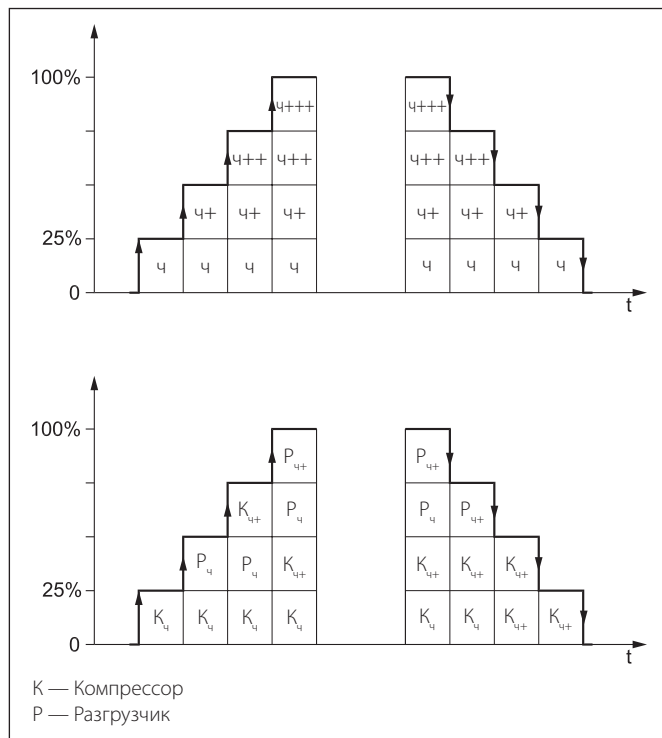 100%
ч+++ ч+++
ч++ ч++ ч++ ч++
ч+ ч+ ч+ ч+ ч+ ч+
25%
ч ч ч ч ч ч ч ч
0
t
100%
Рч+ Рч+
Кч+ Рч Рч Рч+
Рч Рч Кч+ Кч+ Кч+ Кч+
25%
Кч Кч Кч Кч Кч Кч Кч+ Кч+
0
t
К — Компрессор
Р — Разгрузчик